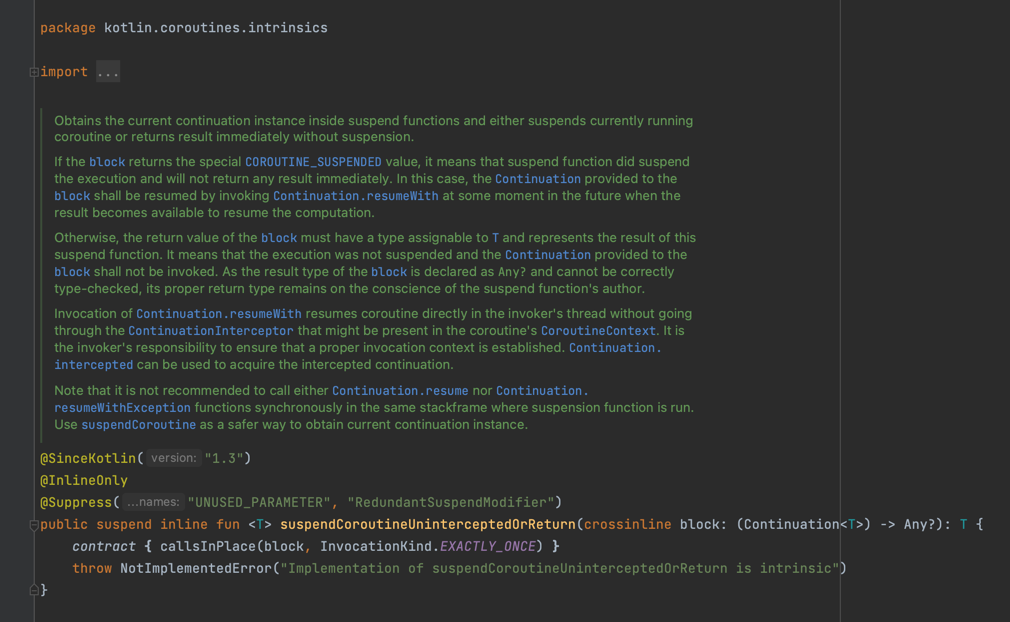 package kotlin.coroutines.intrinsics
import ...
Obtains the current continuation instance inside suspend functions and either suspends currently running
coroutine or returns result immediately without suspension.
If the block returns the special COROUTINE_SUSPENDED value, it means that suspend function did suspend
the execution and will not return any result immediately. In this case, the Continuation provided to the
block shall be resumed by invoking Continuation.resumeWith at some moment in the future when the
result becomes available to resume the computation.
Otherwise, the return value of the block must have a type assignable to T and represents the result of this
suspend function. It means that the execution was not suspended and the Continuation provided to the
block shall not be invoked. As the result type of the block is declared as Any? and cannot be correctly
type-checked, its proper return type remains on the conscience of the suspend function's author.
Invocation of Continuation.resumeWith resumes coroutine directly in the invoker's thread without going
through the ContinuationInterceptor that might be present in the coroutine's CoroutineContext. It is
the invoker's responsibility to ensure that a proper invocation context is established. Continuation.
intercepted can be used to acquire the intercepted continuation.
Note that it is not recommended to call either Continuation.resume nor Continuation.
resumeWithException functions synchronously in the same stackframe where suspension function is run.
Use suspendCoroutine as a safer way to obtain current continuation instance.
@SinceKotlin( version: "1.3")
@InlineOnly
@Suppress( ...names: "UNUSED_PARAMETER", "RedundantSuspendModifier")
public suspend inline fun <T> suspendCoroutineUninterceptedOrReturn(crossinline block: (Continuation<T>) -> Any?): T {
contract { callsInPlace(block, InvocationKind.EXACTLY_ONCE) }
throw NotImplementedError("Implementation of suspendCoroutineUninterceptedOrReturn is intrinsic")
}